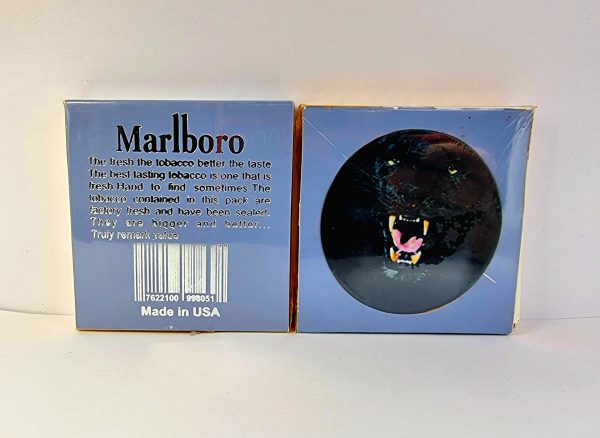 Marlboro
The fresh the tobacco better the taste
The best lasting tobacco is one that is
fresh.Hand to find sometimes.The
tobacco contained in this pack are
factory fresh and have been sealed.
They are bigger and better...
Truly remark
7622100 998051
Made in USA